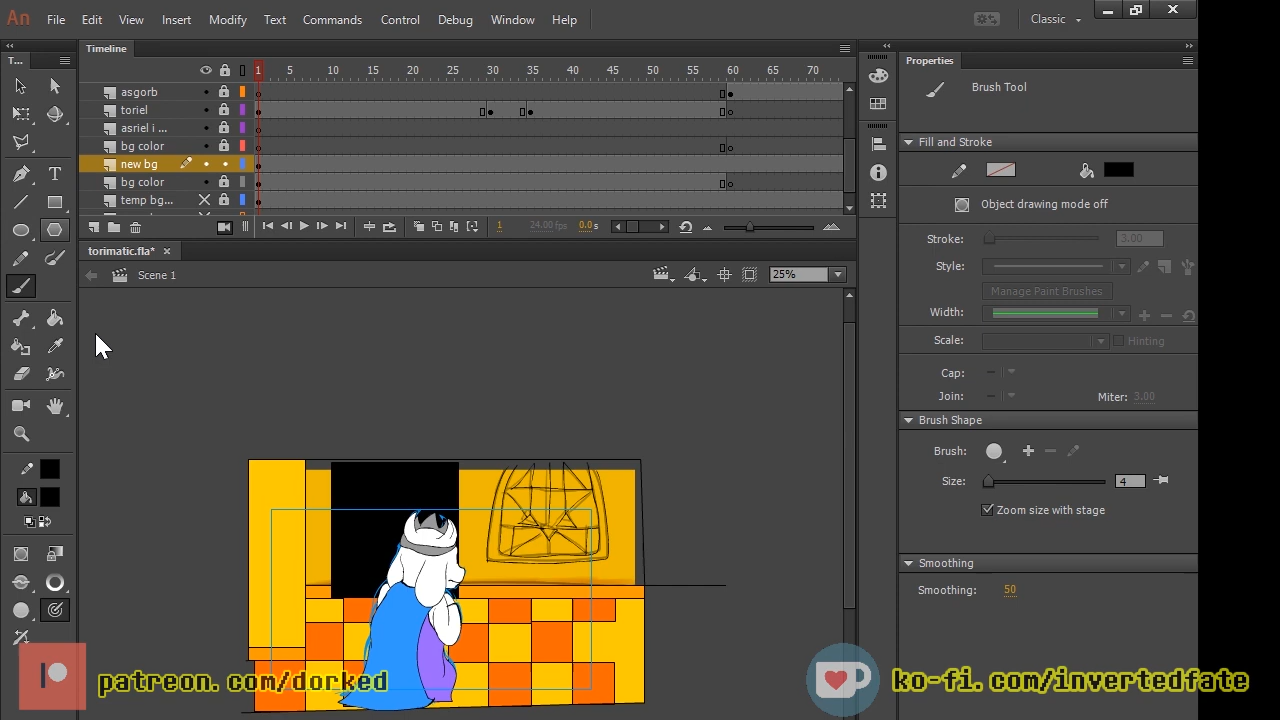 An File Edit View Insert Modify Text Commands Control Debug Window Help Classic
T... Timeline Properties
1 5 10 15 20 25 30 35 40 45 50 55 60 65 70
Brush Tool
asgorb
toriel
asriel i ...
bg color
Fill and Stroke
new bg
bg color
temp bg...
Object drawing mode off
1 24.00 fps 0.0 s
Stroke: 3.00
torimatic.fla* ×
Style:
Scene 1 25%
Manage Paint Brushes
Width:
Scale: Hinting
Cap:
Join: Miter: 3.00
Brush Shape
Brush:
Size: 4
Zoom size with stage
Smoothing
Smoothing: 50
patreon.com/dorked ko-fi.com/invertedfate